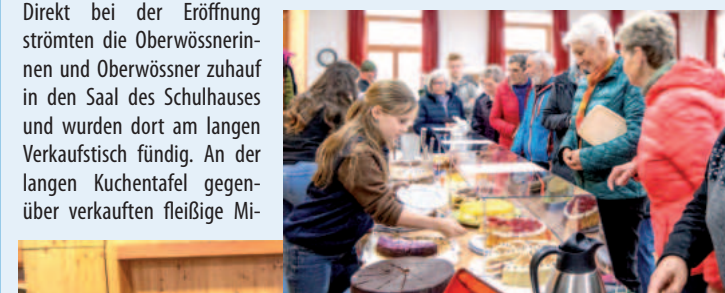 Direkt bei der Eröffnung
strömten die Oberwössnerin-
nen und Oberwössner zuhauf
in den Saal des Schulhauses
und wurden dort am langen
Verkaufstisch fündig. An der
langen Kuchentafel gegen-
über verkauften fleißige Mi-